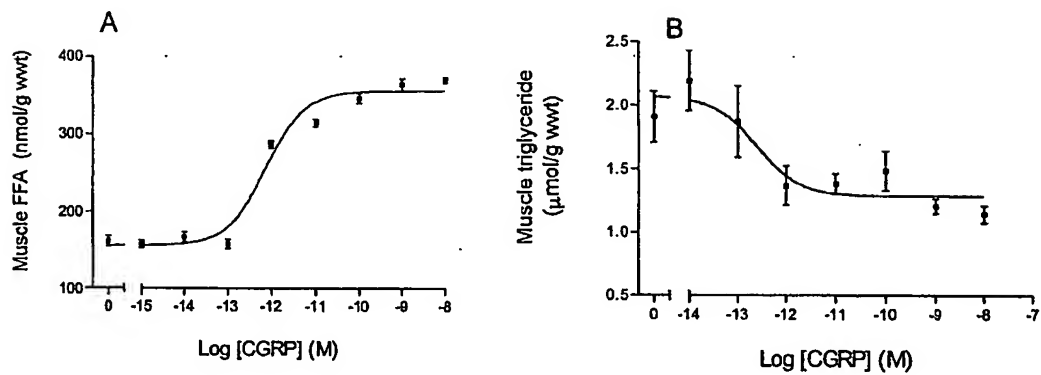 A
Muscle FFA (nmol/g wwt)
400
300
200
100
0 -15 -14 -13 -12 -11 -10 -9 -8
Log [CGRP] (M)
B
Muscle triglyceride
(μmol/g wwt)
2.5
2.0
1.5
1.0
0.5
0 -14 -13 -12 -11 -10 -9 -8 -7
Log [CGRP] (M)